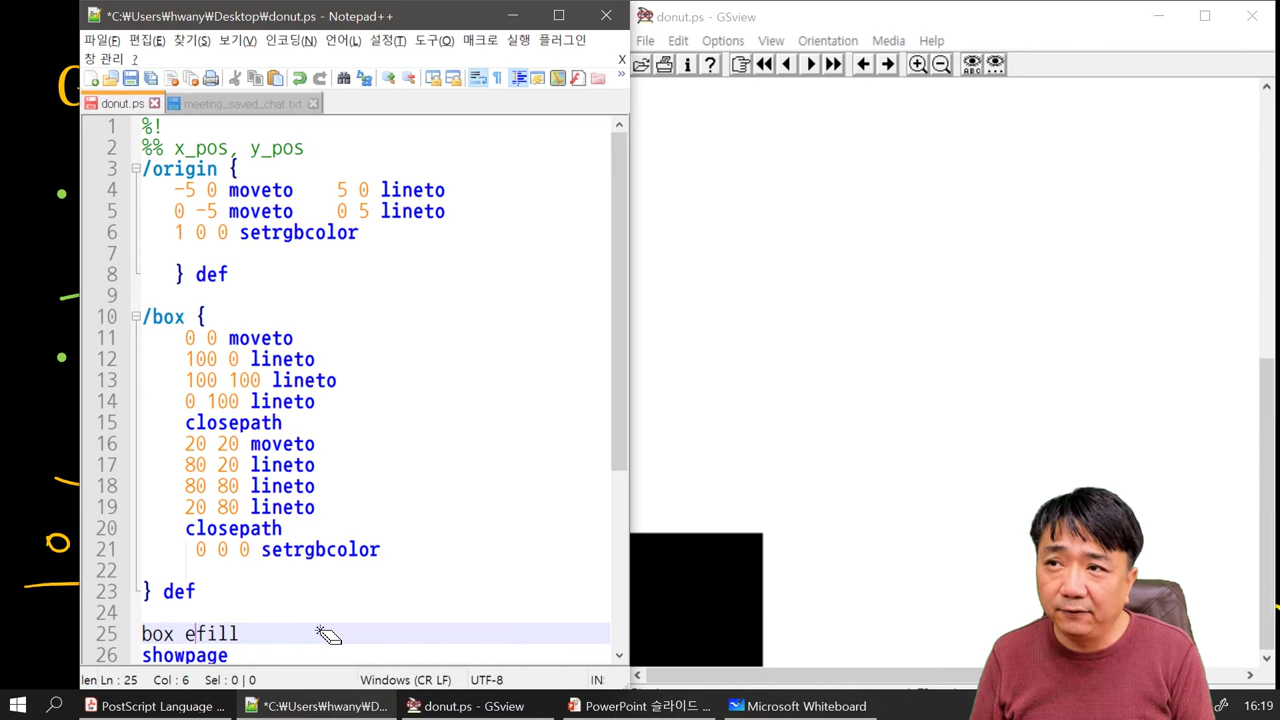 *C:\Users\hwany\Desktop\donut.ps - Notepad++
파일(F) 편집(E) 찾기(S) 보기(V) 인코딩(N) 언어(L) 설정(T) 도구(O) 매크로 실행 플러그인
창 관리 ? X
donut.ps meeting_saved_chat.txt
1 %!
2 %% x_pos, y_pos
3 /origin {
4 -5 0 moveto 5 0 lineto
5 0 -5 moveto 0 5 lineto
6 1 0 0 setrgbcolor
7
8 } def
9
10 /box {
11 0 0 moveto
12 100 0 lineto
13 100 100 lineto
14 0 100 lineto
15 closepath
16 20 20 moveto
17 80 20 lineto
18 80 80 lineto
19 20 80 lineto
20 closepath
21 0 0 0 setrgbcolor
22
23 } def
24
25 box efill
26 showpage
len Ln : 25 Col : 6 Sel : 0 | 0 Windows (CR LF) UTF-8 IN:
donut.ps - GSview
File Edit Options View Orientation Media Help
PostScript Language ... *C:\Users\hwany\D... donut.ps - GSview PowerPoint 슬라이드 ... Microsoft Whiteboard 16:19